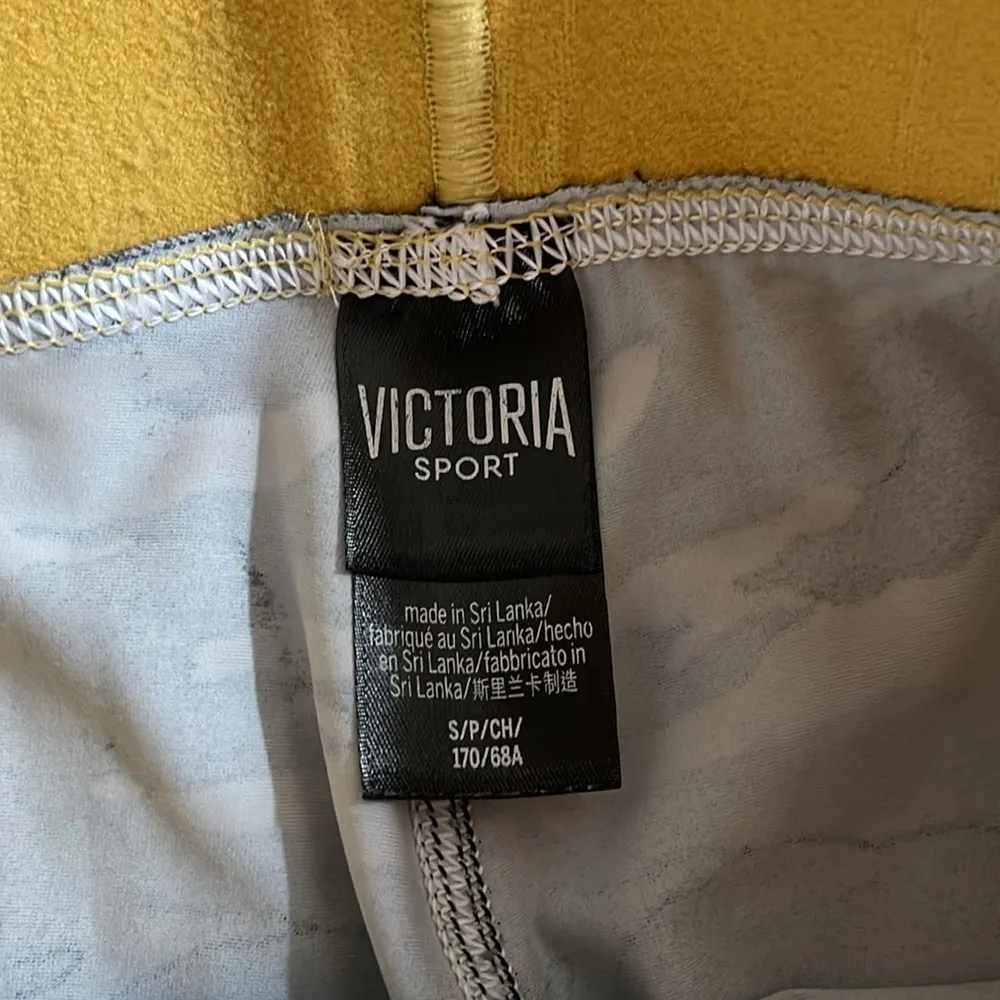 VICTORIA
SPORT
made in Sri Lanka/
fabriqué au Sri Lanka/hecho
en Sri Lanka/fabbricato in
Sri Lanka/斯里兰卡制造
S/P/CH/
170/68A